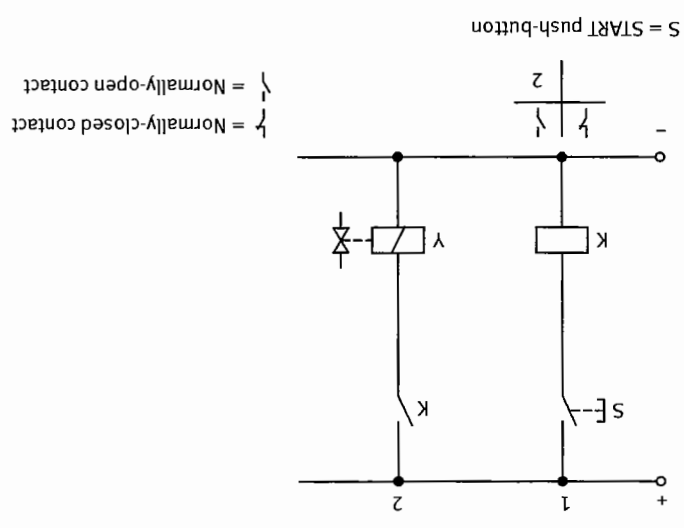 + 1 2
S K
K Y
-
2
S = START push-button
= Normally-closed contact
= Normally-open contact